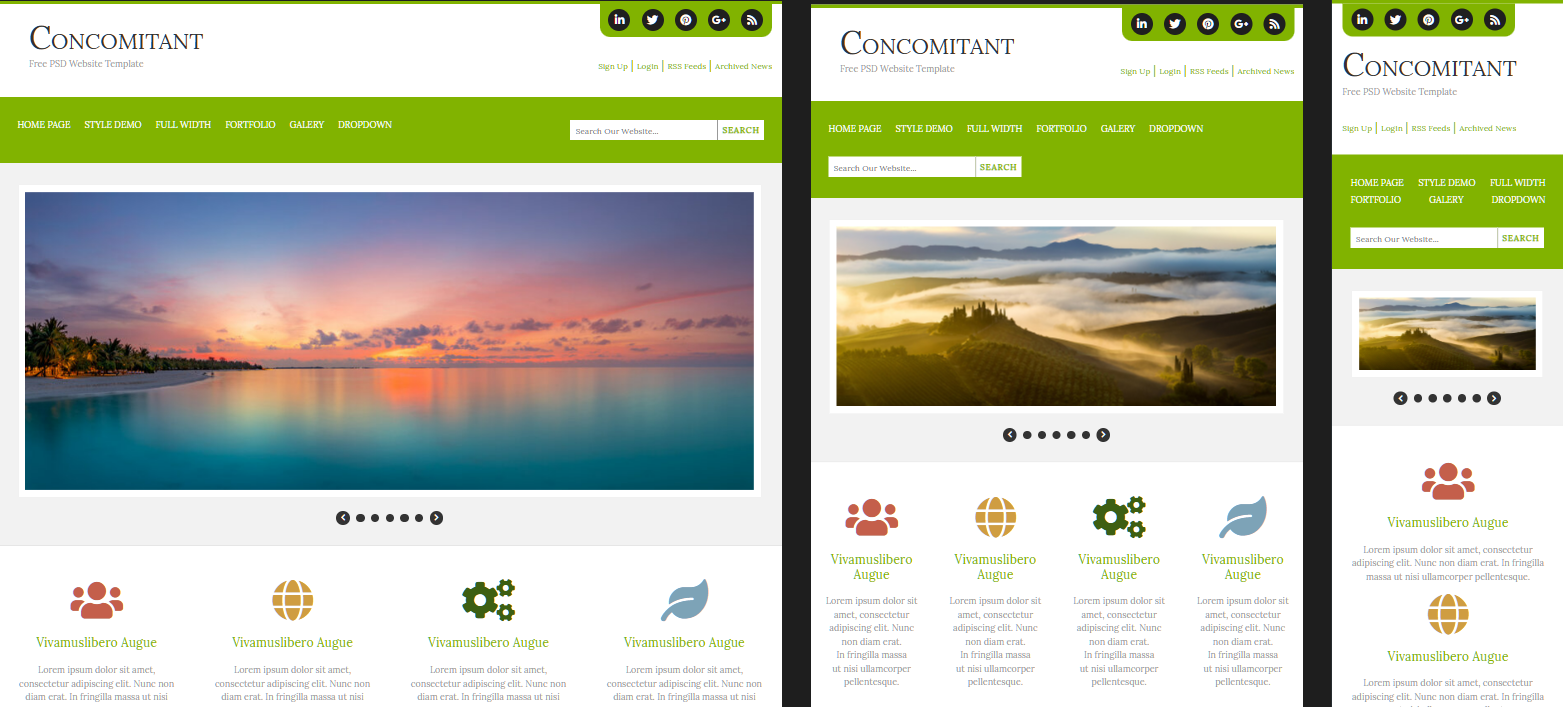 CONCOMITANT
Free PSD Website Template
Sign Up | Login | RSS Feeds | Archived News
HOME PAGE STYLE DEMO FULL WIDTH PORTFOLIO GALERY DROPDOWN
Search Our Website... SEARCH
Vivamuslibero Augue
Lorem ipsum dolor sit amet,
consectetur adipiscing elit. Nunc non
diam erat. In fringilla massa ut nisi
Vivamuslibero Augue
Lorem ipsum dolor sit amet,
consectetur adipiscing elit. Nunc non
diam erat. In fringilla massa ut nisi
Vivamuslibero Augue
Lorem ipsum dolor sit amet,
consectetur adipiscing elit. Nunc non
diam erat. In fringilla massa ut nisi
Vivamuslibero Augue
Lorem ipsum dolor sit amet,
consectetur adipiscing elit. Nunc non
diam erat. In fringilla massa ut nisi
CONCOMITANT
Free PSD Website Template
Sign Up | Login | RSS Feeds | Archived News
HOME PAGE STYLE DEMO FULL WIDTH PORTFOLIO GALERY DROPDOWN
Search Our Website... SEARCH
Vivamuslibero
Augue
Lorem ipsum dolor sit
amet, consectetur
adipiscing elit. Nunc
non diam erat.
In fringilla massa
ut nisi ullamcorper
pellentesque.
Vivamuslibero
Augue
Lorem ipsum dolor sit
amet, consectetur
adipiscing elit. Nunc
non diam erat.
In fringilla massa
ut nisi ullamcorper
pellentesque.
Vivamuslibero
Augue
Lorem ipsum dolor sit
amet, consectetur
adipiscing elit. Nunc
non diam erat.
In fringilla massa
ut nisi ullamcorper
pellentesque.
Vivamuslibero
Augue
Lorem ipsum dolor sit
amet, consectetur
adipiscing elit. Nunc
non diam erat.
In fringilla massa
ut nisi ullamcorper
pellentesque.
CONCOMITANT
Free PSD Website Template
Sign Up | Login | RSS Feeds | Archived News
HOME PAGE STYLE DEMO FULL WIDTH
PORTFOLIO GALERY DROPDOWN
Search Our Website... SEARCH
Vivamuslibero Augue
Lorem ipsum dolor sit amet, consectetur
adipiscing elit. Nunc non diam erat. In fringilla
massa ut nisi ullamcorper pellentesque.
Vivamuslibero Augue
Lorem ipsum dolor sit amet, consectetur
adipiscing elit. Nunc non diam erat. In fringilla